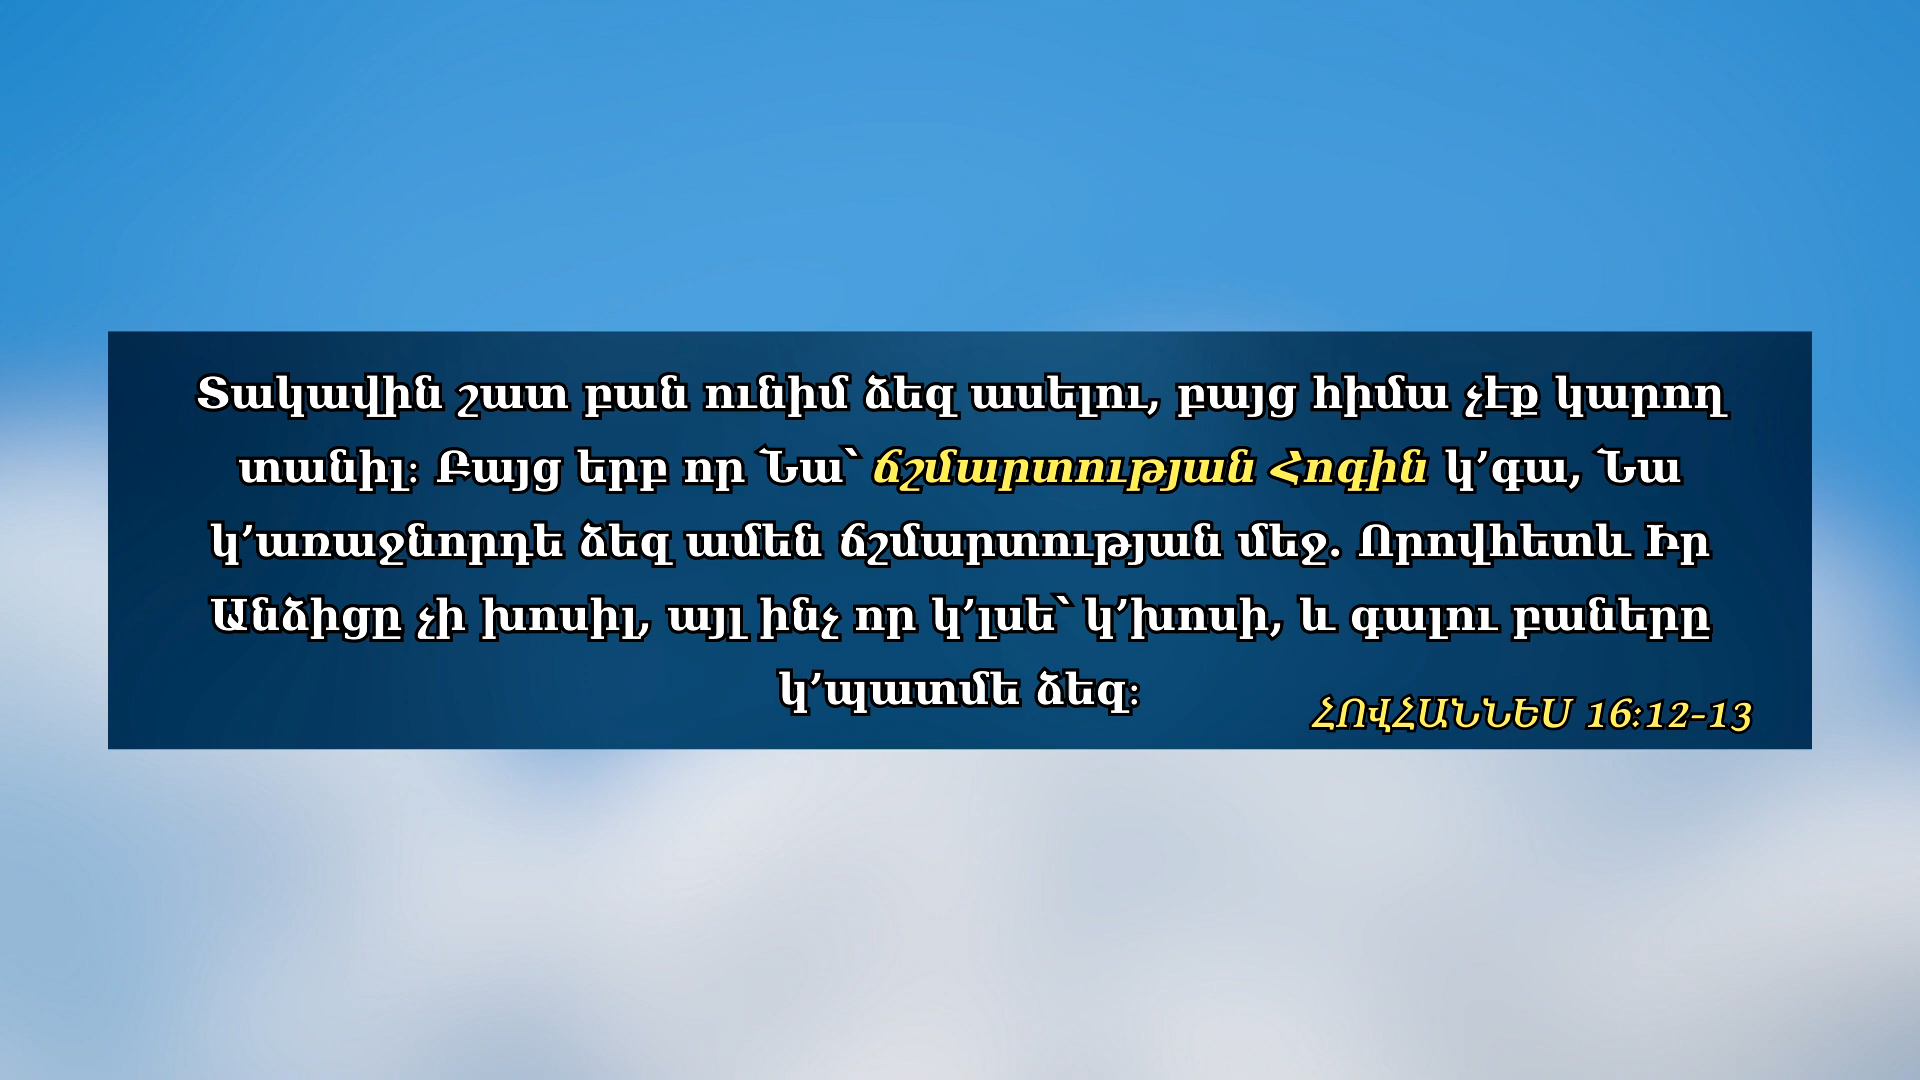 Տակավին շատ բան ունիմ ձեզ ասելու, բայց հիմա չէք կարող
տանիլ։ Բայց երբ որ Նա՝ ճշմարտության Հոգին կ’գա, Նա
կ’առաջնորդե ձեզ ամեն ճշմարտության մեջ. Որովհետև Իր
Անձիցը չի խոսիլ, այլ ինչ որ կ’լսե՝ կ’խոսի, և գալու բաները
կ’պատմե ձեզ։
ՀՈՎՀԱՆՆԵՍ 16:12-13